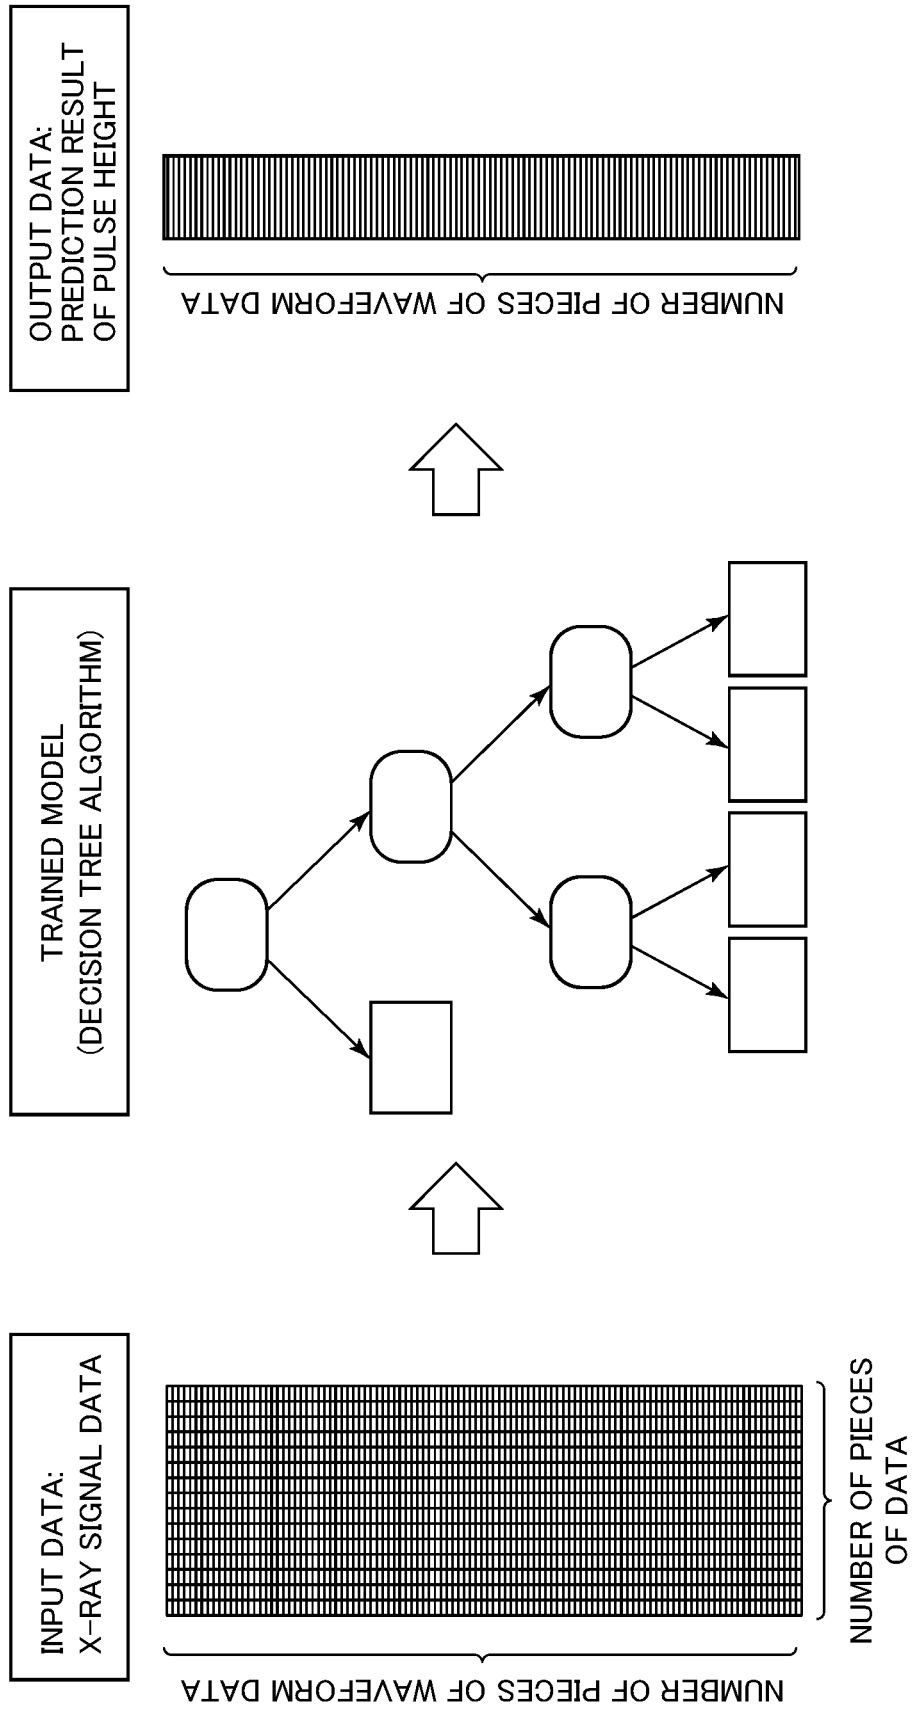 INPUT DATA:
X-RAY SIGNAL DATA
NUMBER OF PIECES OF WAVEFORM DATA
NUMBER OF PIECES
OF DATA
TRAINED MODEL
(DECISION TREE ALGORITHM)
OUTPUT DATA:
PREDICTION RESULT
OF PULSE HEIGHT
NUMBER OF PIECES OF WAVEFORM DATA